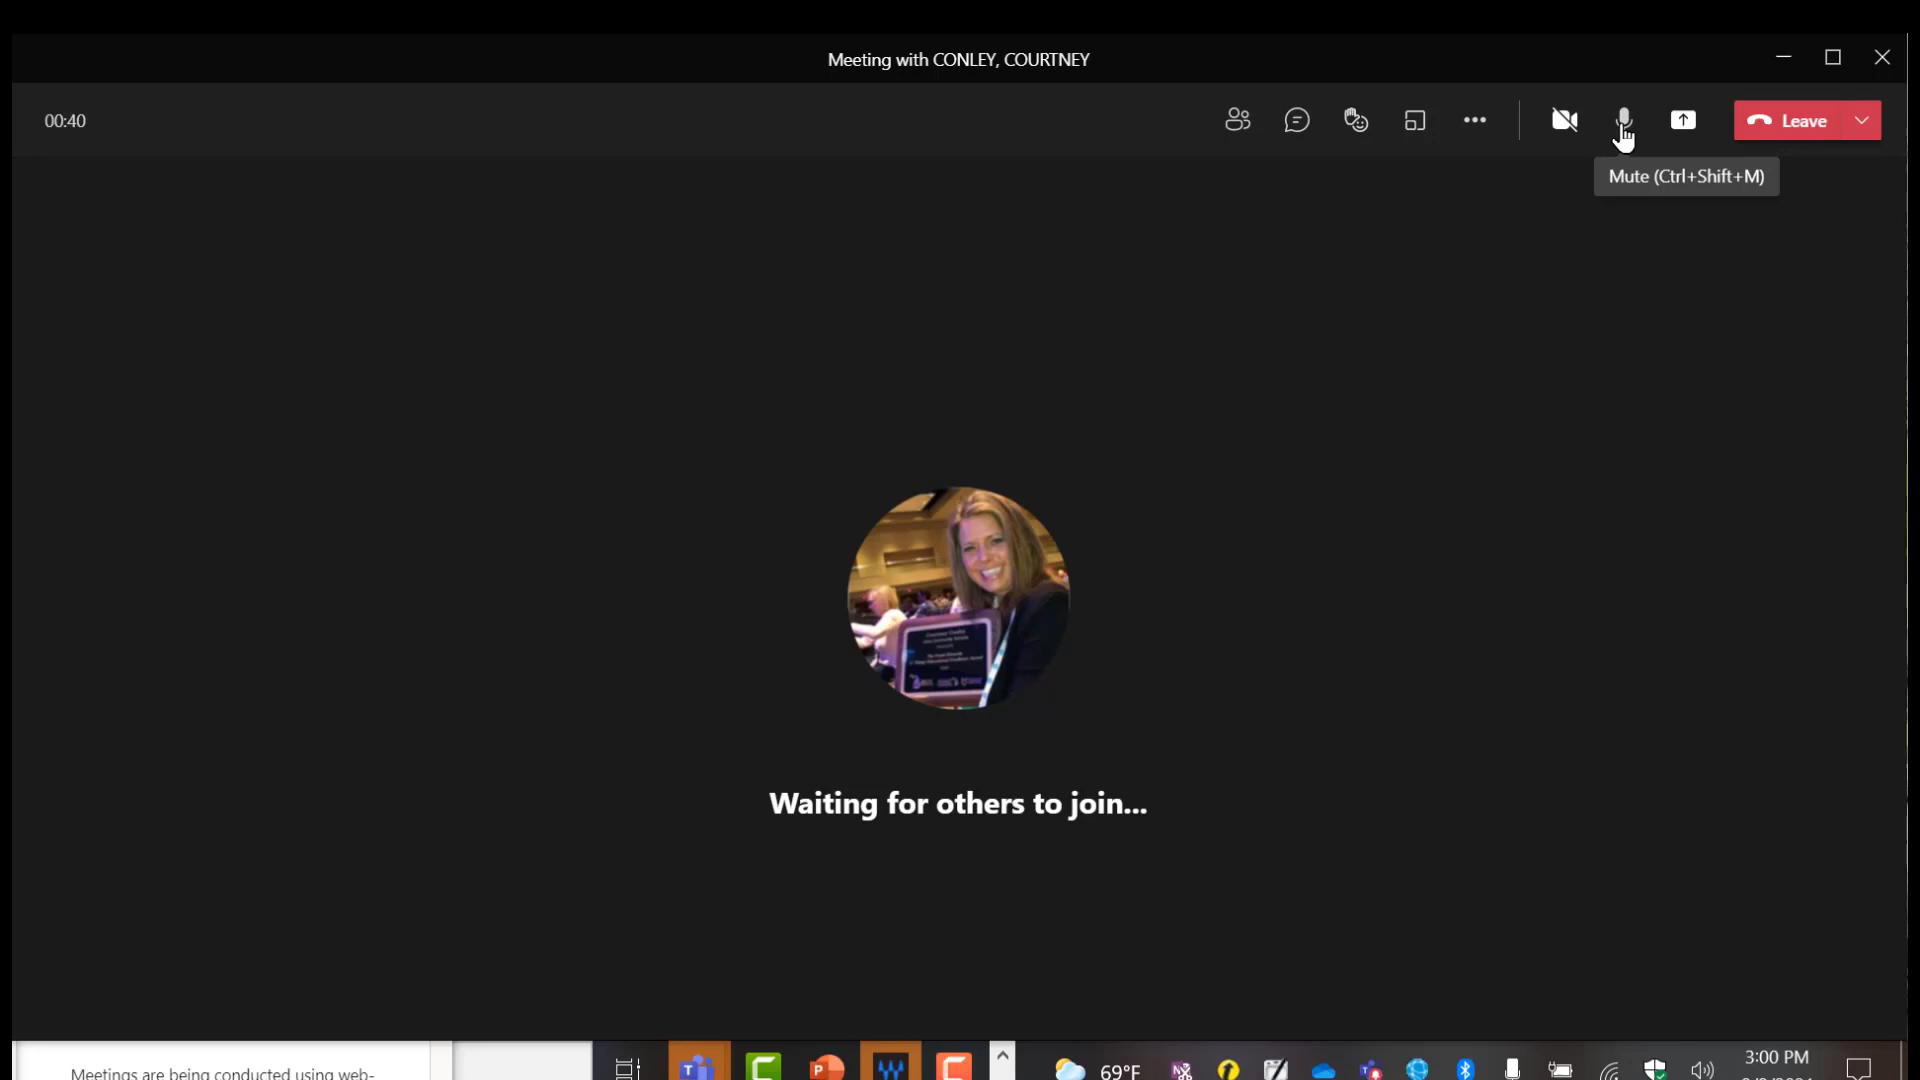 Meeting with CONLEY, COURTNEY
00:40
Leave
Mute (Ctrl+Shift+M)
Waiting for others to join...
Meetings are being conducted using web-
69°F
3:00 PM